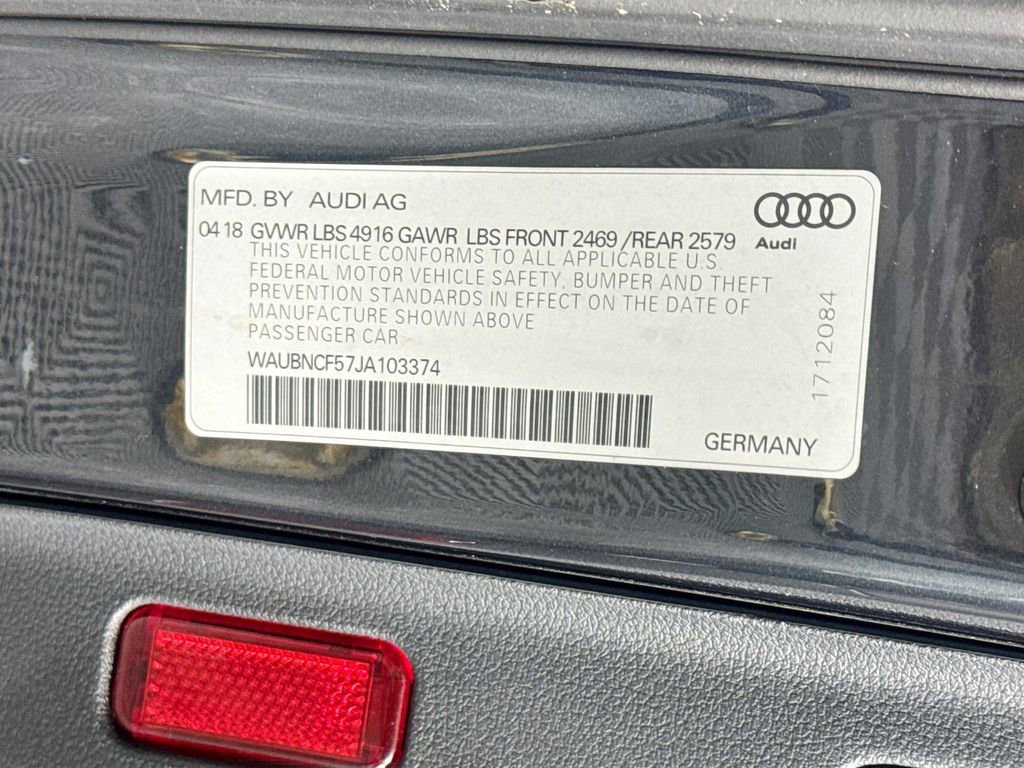 MFD. BY AUDI AG
0418 GVWR LBS 4916 GAWR LBS FRONT 2469 /REAR 2579
Audi
THIS VEHICLE CONFORMS TO ALL APPLICABLE U.S.
FEDERAL MOTOR VEHICLE SAFETY, BUMPER AND THEFT
PREVENTION STANDARDS IN EFFECT ON THE DATE OF
MANUFACTURE SHOWN ABOVE
PASSENGER CAR
WAUBNCF57JA103374
GERMANY
1712084